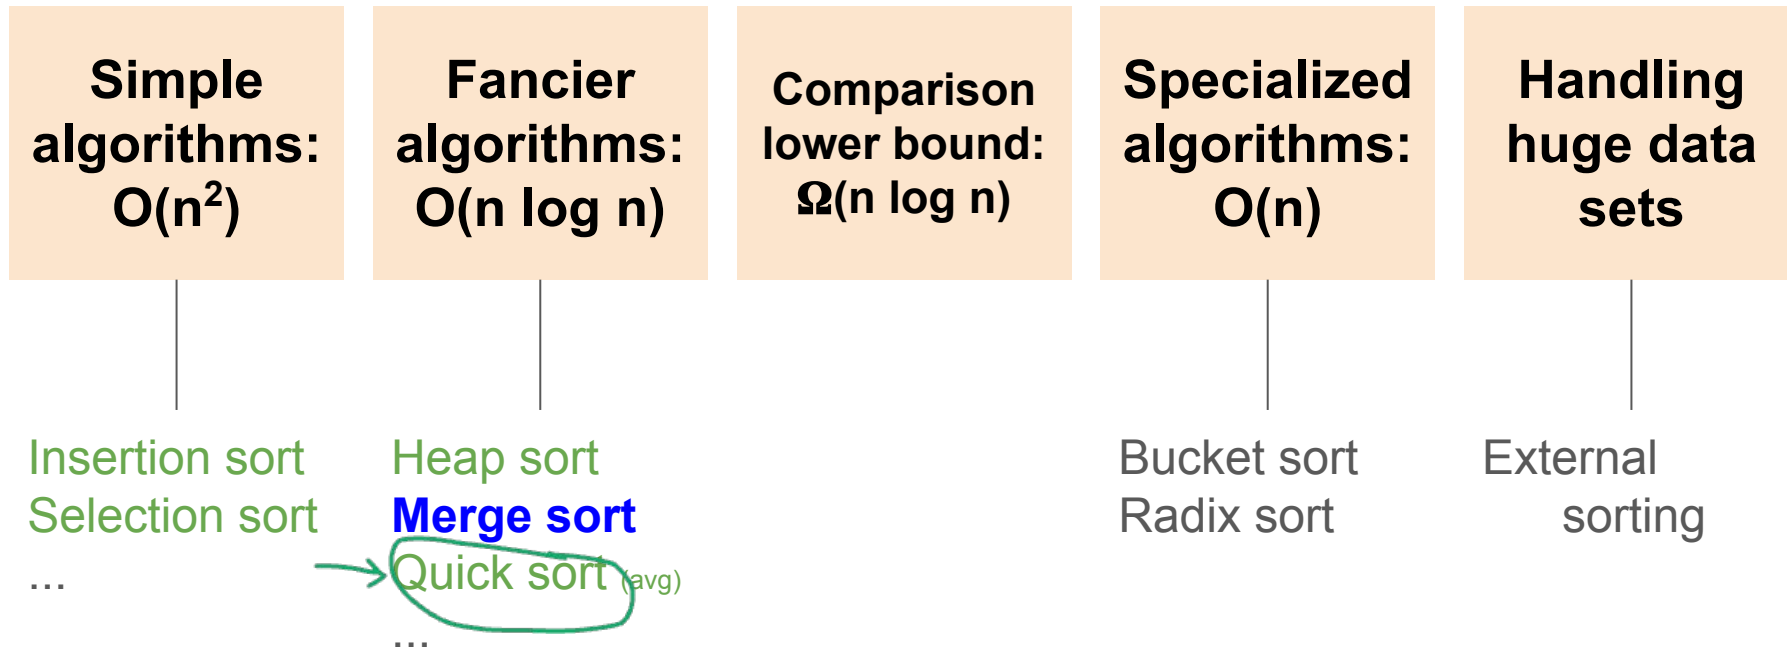 Simple
algorithms:
O(n²)
Fancier
algorithms:
O(n log n)
Comparison
lower bound:
Ω(n log n)
Specialized
algorithms:
O(n)
Handling
huge data
sets
Insertion sort
Selection sort
...
Heap sort
Merge sort
Quick sort (avg)
...
Bucket sort
Radix sort
External
sorting